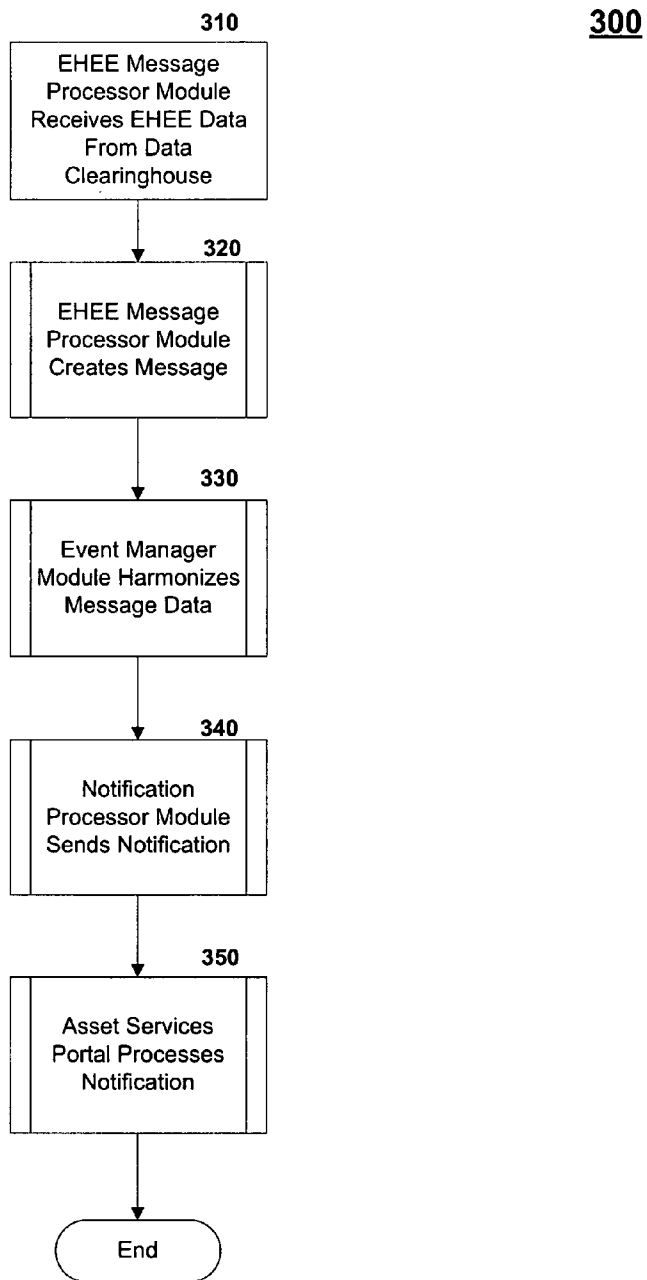 310
300
EHEE Message
Processor Module
Receives EHEE Data
From Data
Clearinghouse
320
EHEE Message
Processor Module
Creates Message
330
Event Manager
Module Harmonizes
Message Data
340
Notification
Processor Module
Sends Notification
350
Asset Services
Portal Processes
Notification
End